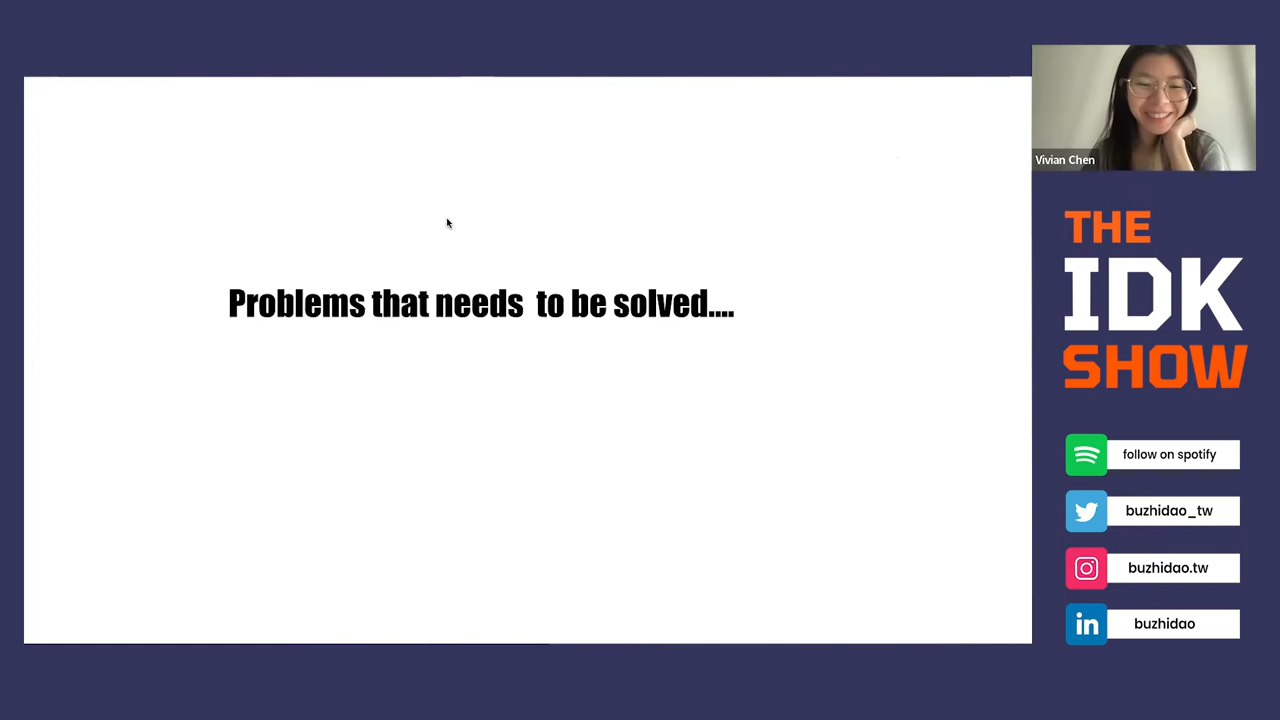 Problems that needs  to be solved....
Vivian Chen
THE
IDK
SHOW
follow on spotify
buzhidao_tw
buzhidao.tw
in
buzhidao